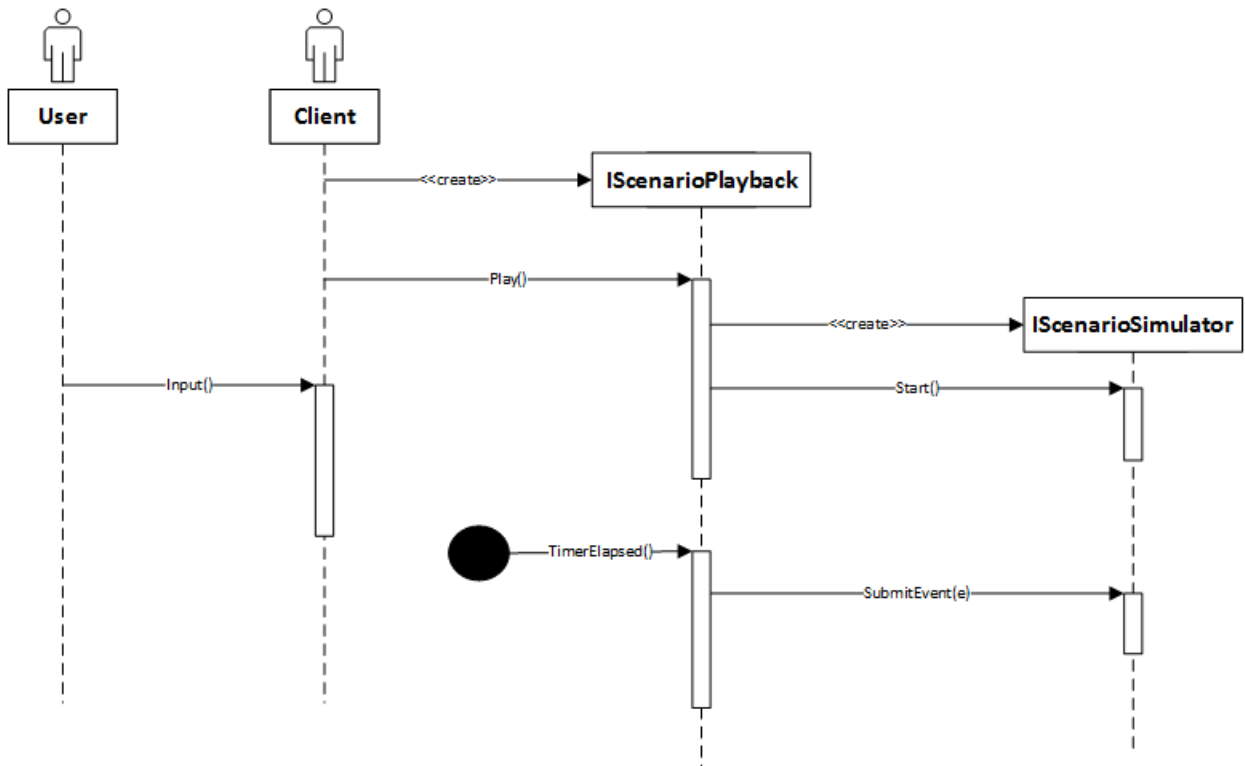 User
Client
<<create>>
IScenarioPlayback
Play()
<<create>>
IScenarioSimulator
Input()
Start()
TimerElapsed()
SubmitEvent(e)